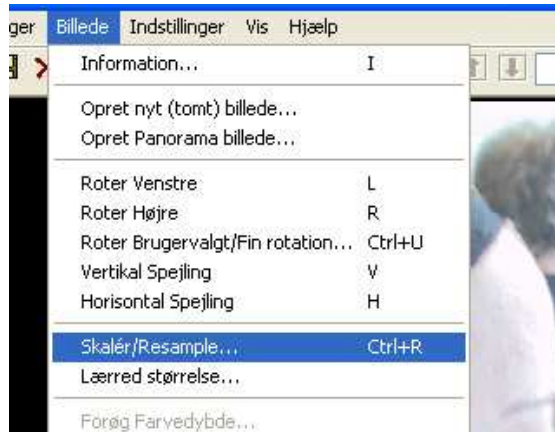 ger Billede Indstillinger Vis Hjælp
Information... I
Opret nyt (tomt) billede...
Opret Panorama billede...
Roter Venstre L
Roter Højre R
Roter Brugervalgt/Fin rotation... Ctrl+U
Vertikal Spejling V
Horisontal Spejling H
Skalér/Resample... Ctrl+R
Lærred størrelse...
Forøg Farvedybde...